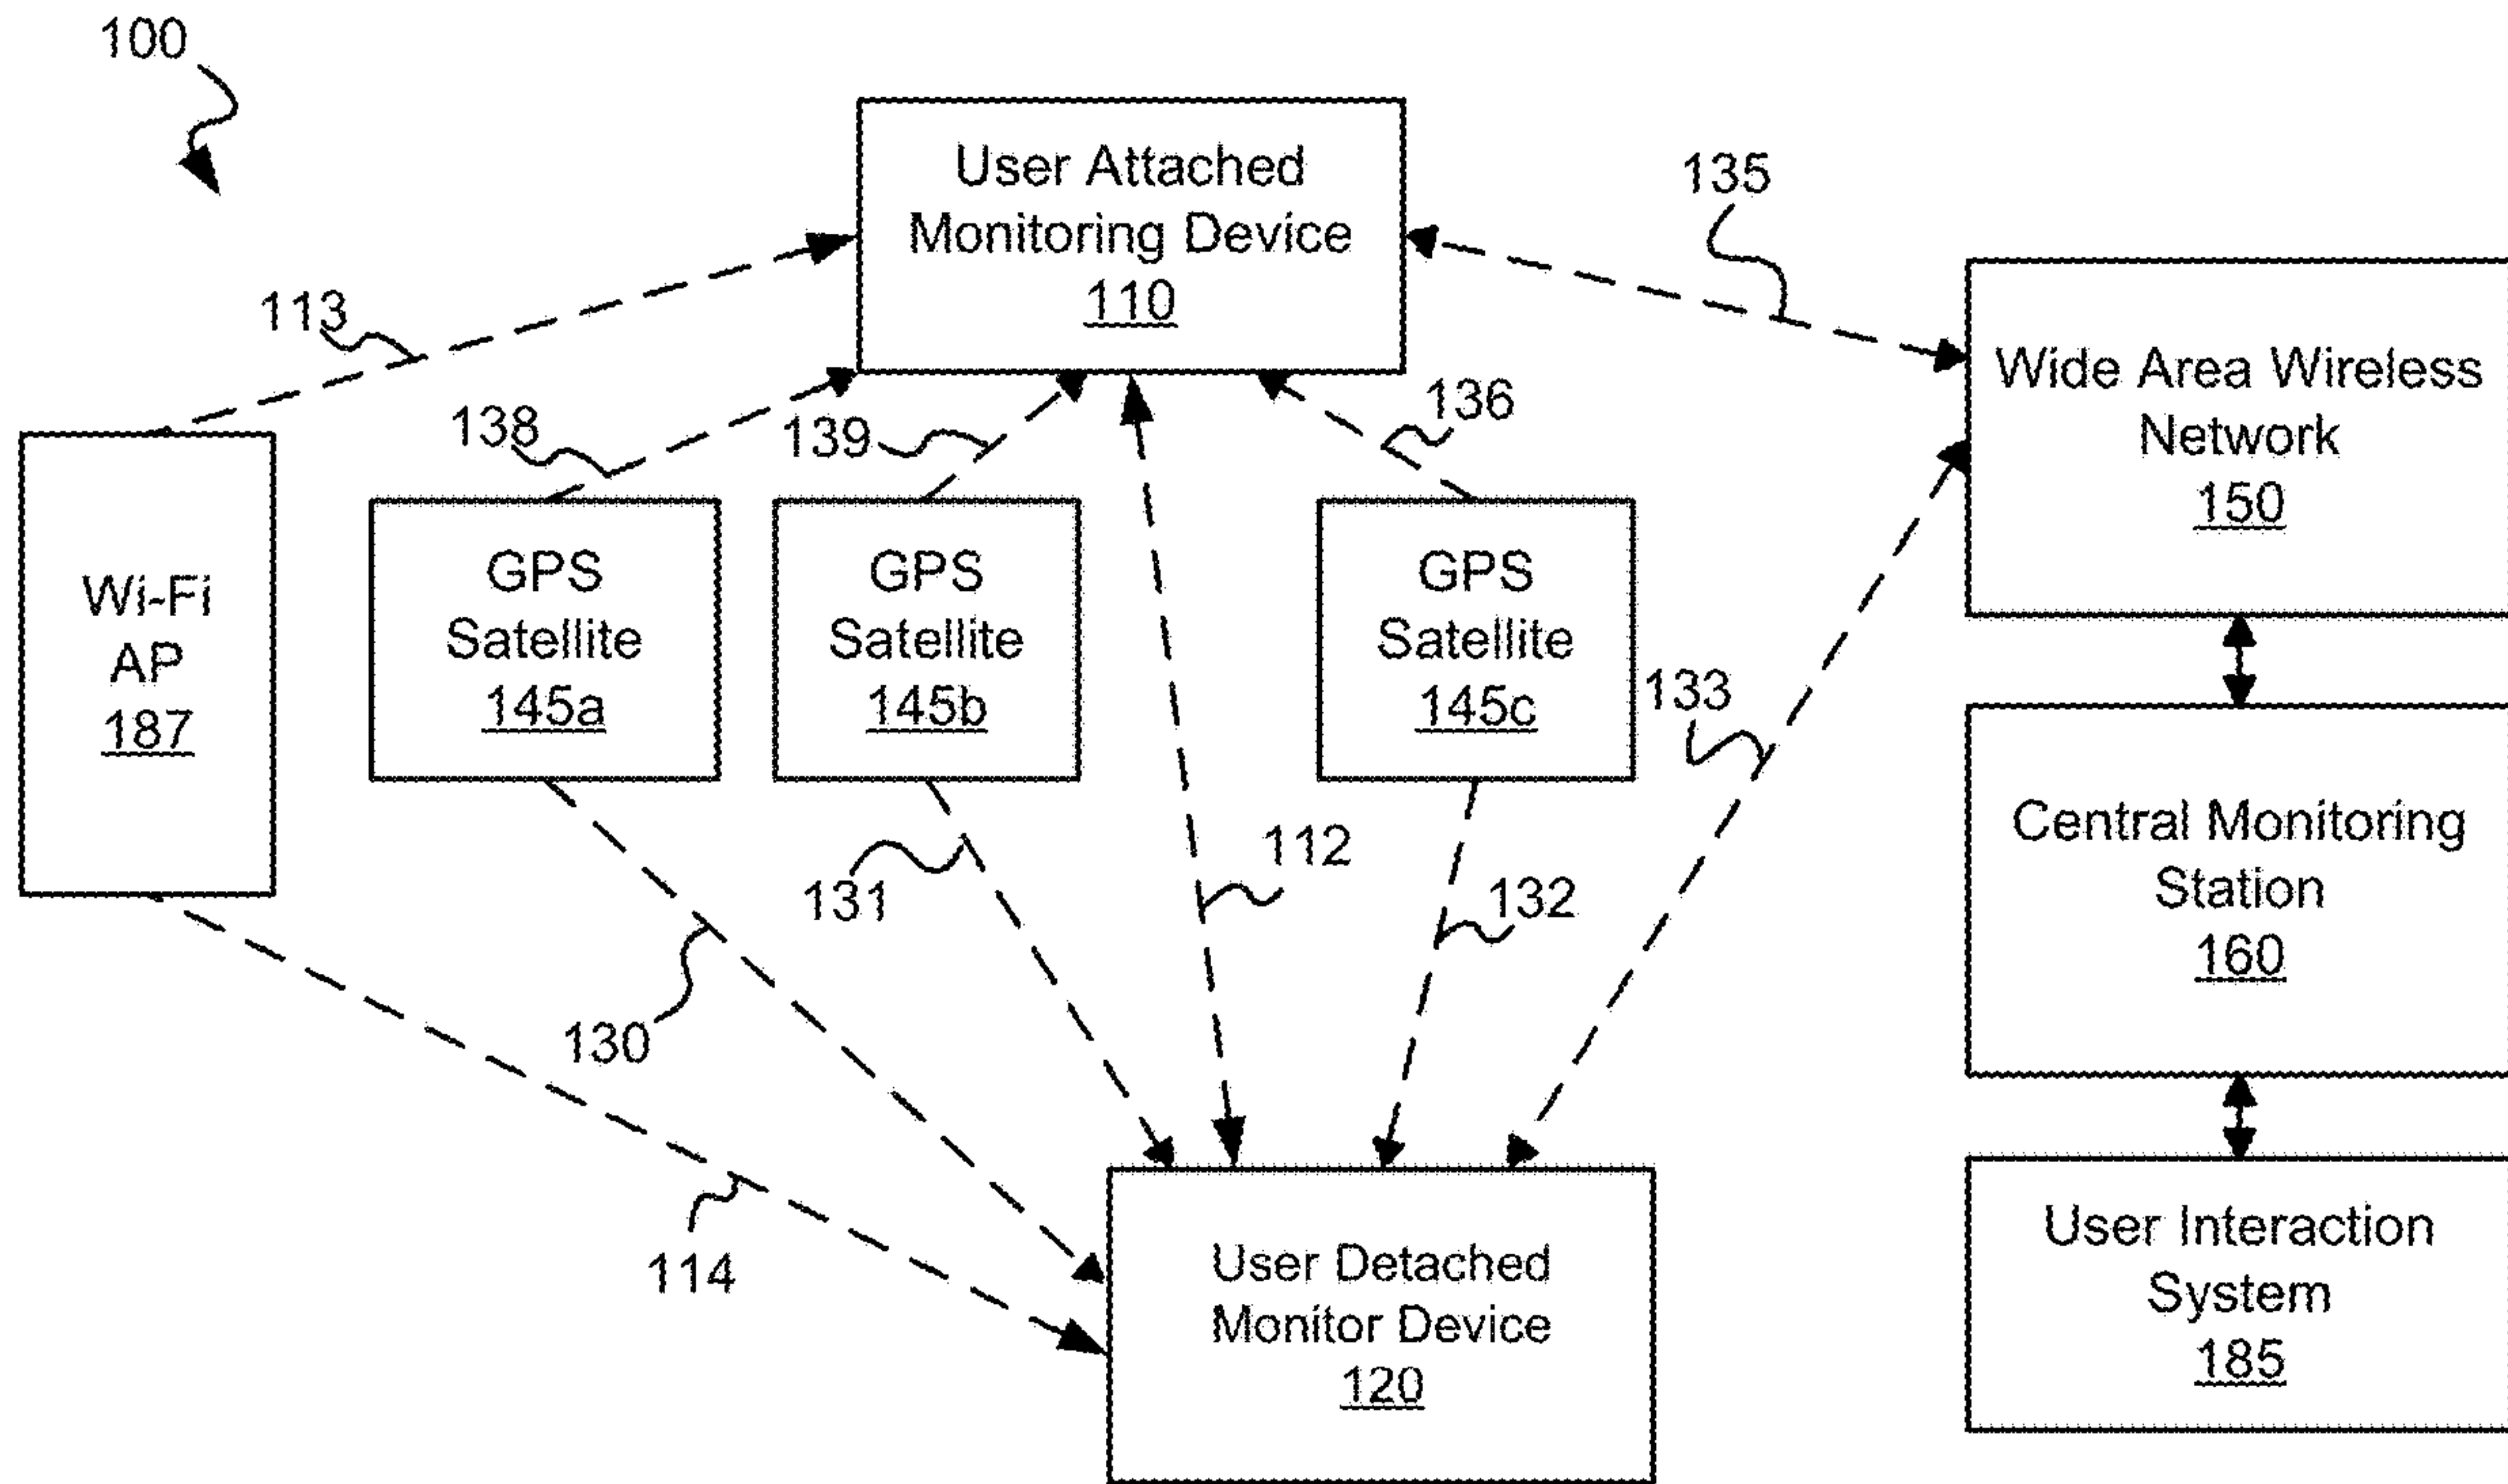 100
User Attached
Monitoring Device
110
135
113
138
139
136
Wide Area Wireless
Network
150
Wi-Fi
AP
187
GPS
Satellite
145a
GPS
Satellite
145b
GPS
Satellite
145c
133
131
112
132
130
114
Central Monitoring
Station
160
User Detached
Monitor Device
120
User Interaction
System
185